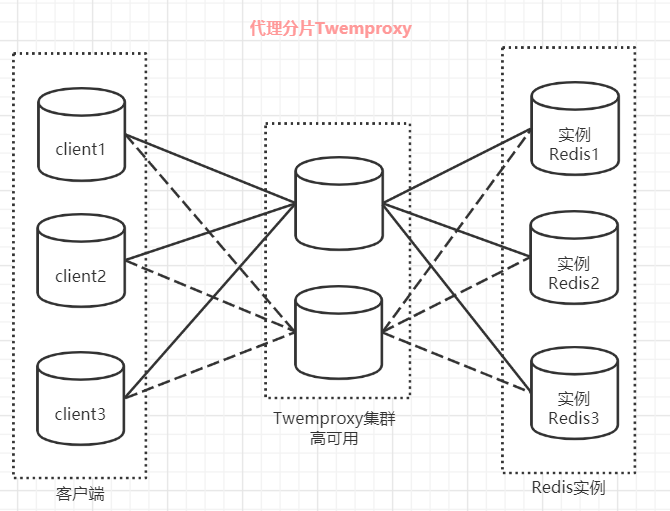 代理分片Twemproxy
client1
client2
client3
客户端
Twemproxy集群
高可用
实例
Redis1
实例
Redis2
实例
Redis3
Redis实例